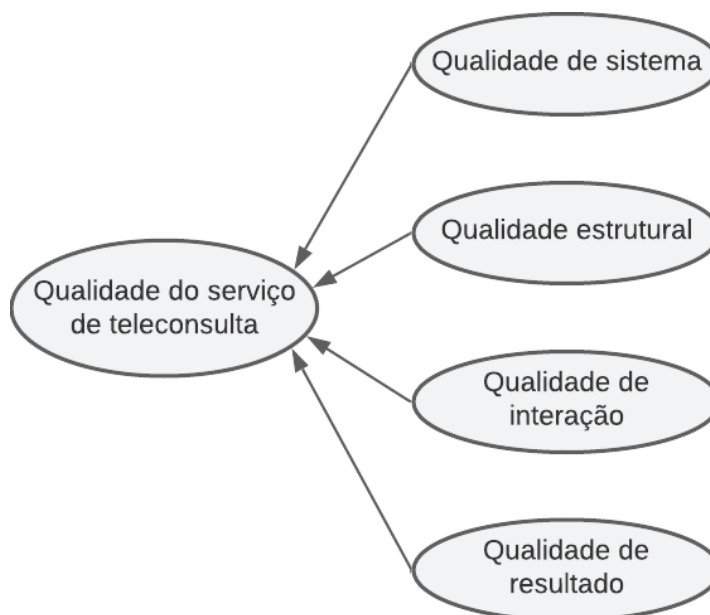 Qualidade de sistema
Qualidade estrutural
Qualidade do serviço
de teleconsulta
Qualidade de
interação
Qualidade de
resultado